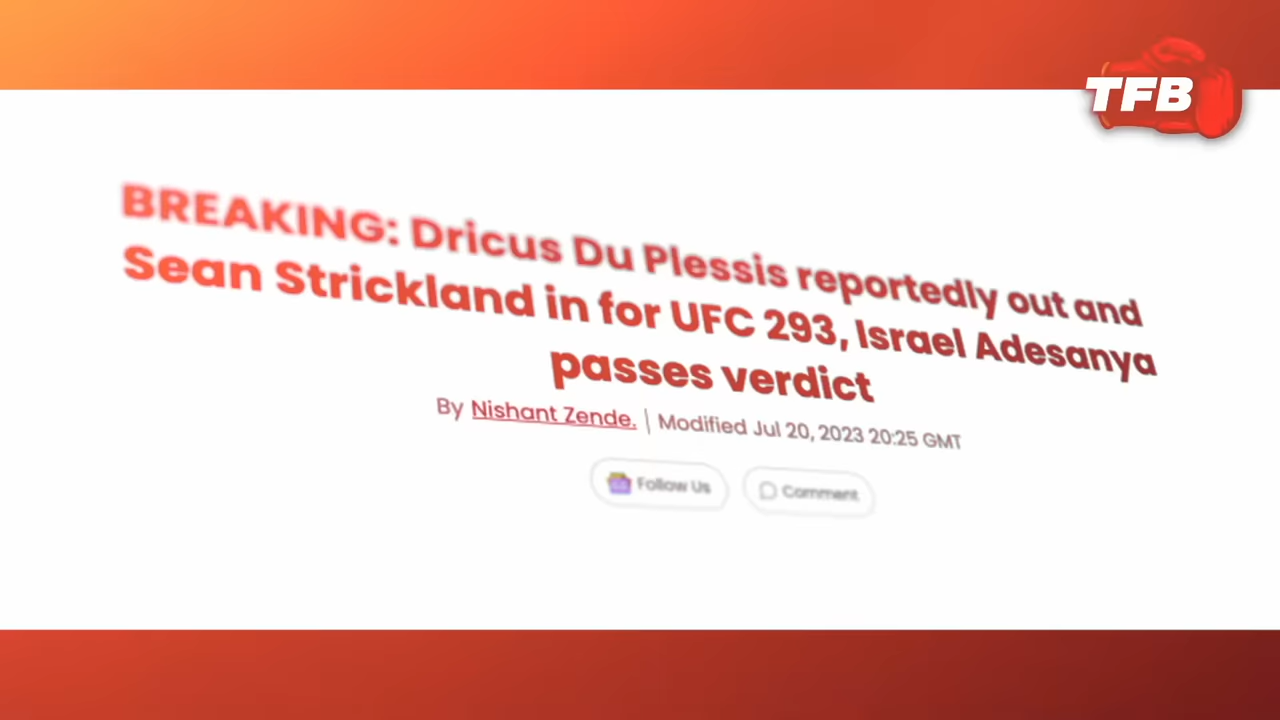 TFB
BREAKING: Dricus Du Plessis reportedly out and
Sean Strickland in for UFC 293, Israel Adesanya
passes verdict
By Nishant Zende. | Modified Jul 20, 2023 20:25 GMT
Follow Us
Comment